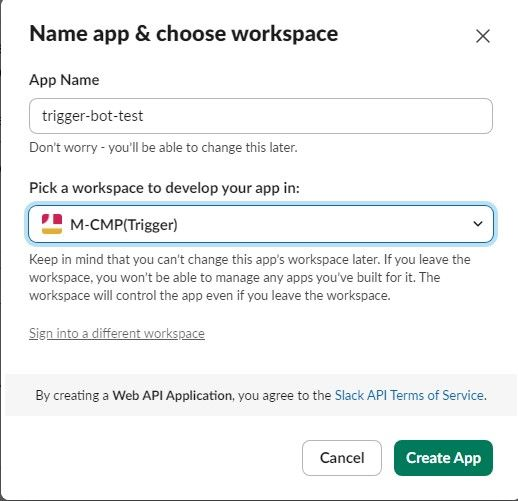 Name app & choose workspace
App Name
trigger-bot-test
Don't worry - you'll be able to change this later.
Pick a workspace to develop your app in:
M-CMP(Trigger)
Keep in mind that you can't change this app's workspace later. If you leave the
workspace, you won't be able to manage any apps you've built for it. The
workspace will control the app even if you leave the workspace.
Sign into a different workspace
By creating a Web API Application, you agree to the Slack API Terms of Service.
Cancel
Create App